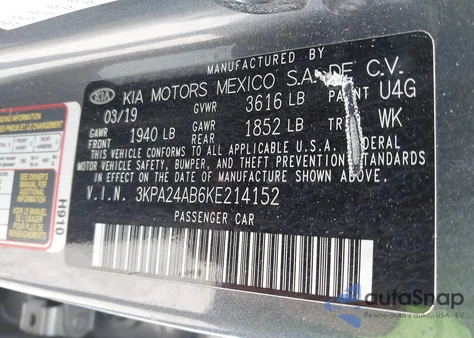 KIA KIA MOTORS MEXICO S.A. DE C.V.
03/19 GVWR 3616 LB PAINT U4G
GAWR FRONT 1940 LB GAWR REAR 1852 LB WK
THIS VEHICLE CONFORMS TO ALL APPLICABLE U.S.A. FEDERAL
MOTOR VEHICLE SAFETY, BUMPER, AND THEFT PREVENTION STANDARDS
IN EFFECT ON THE DATE OF MANUFACTURE SHOWN ABOVE.
V.I.N. 3KPA24AB6KE214152
PASSENGER CAR
H910
autoSnap